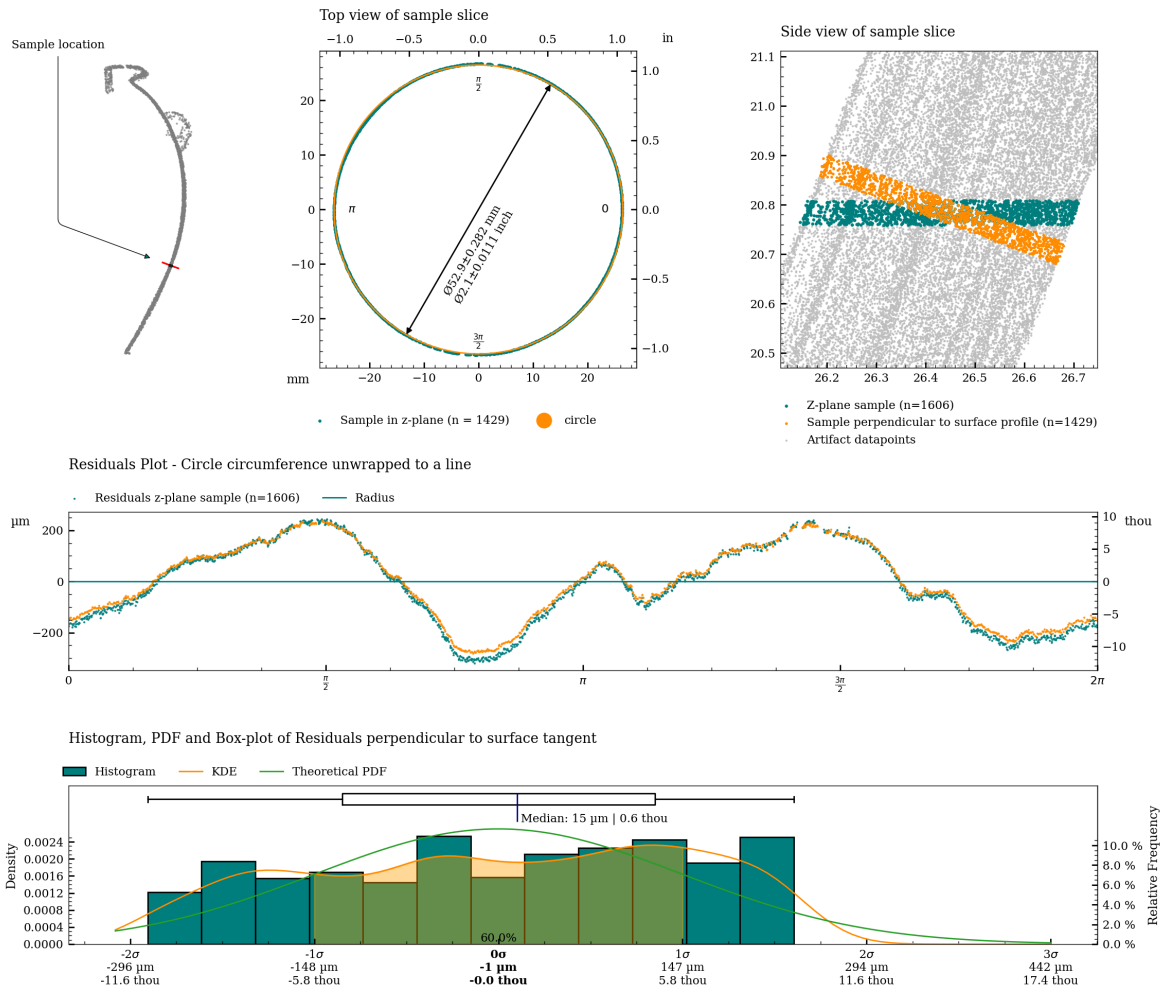 Sample location
Top view of sample slice
−1.0 −0.5 0.0 0.5 1.0 in
20
10
0
−10
−20
1.0
0.5
0.0
−0.5
−1.0
π/2
π
0
3π/2
Ø52.9±0.282 mm
Ø2.1±0.0111 inch
mm −20 −10 0 10 20
Sample in z-plane (n = 1429) circle
Side view of sample slice
21.1
21.0
20.9
20.8
20.7
20.6
20.5
26.2 26.3 26.4 26.5 26.6 26.7
Z-plane sample (n=1606)
Sample perpendicular to surface profile (n=1429)
Artifact datapoints
Residuals Plot - Circle circumference unwrapped to a line
Residuals z-plane sample (n=1606) Radius
µm
200
0
−200
10
5
0
−5
−10
thou
0 π/2 π 3π/2 2π
Histogram, PDF and Box-plot of Residuals perpendicular to surface tangent
Histogram KDE Theoretical PDF
Median: 15 µm | 0.6 thou
Density
0.0024
0.0020
0.0016
0.0012
0.0008
0.0004
0.0000
10.0 %
8.0 %
6.0 %
4.0 %
2.0 %
0.0 %
Relative Frequency
60.0%
-2σ -1σ 0σ 1σ 2σ 3σ
-296 µm -148 µm -1 µm 147 µm 294 µm 442 µm
-11.6 thou -5.8 thou -0.0 thou 5.8 thou 11.6 thou 17.4 thou